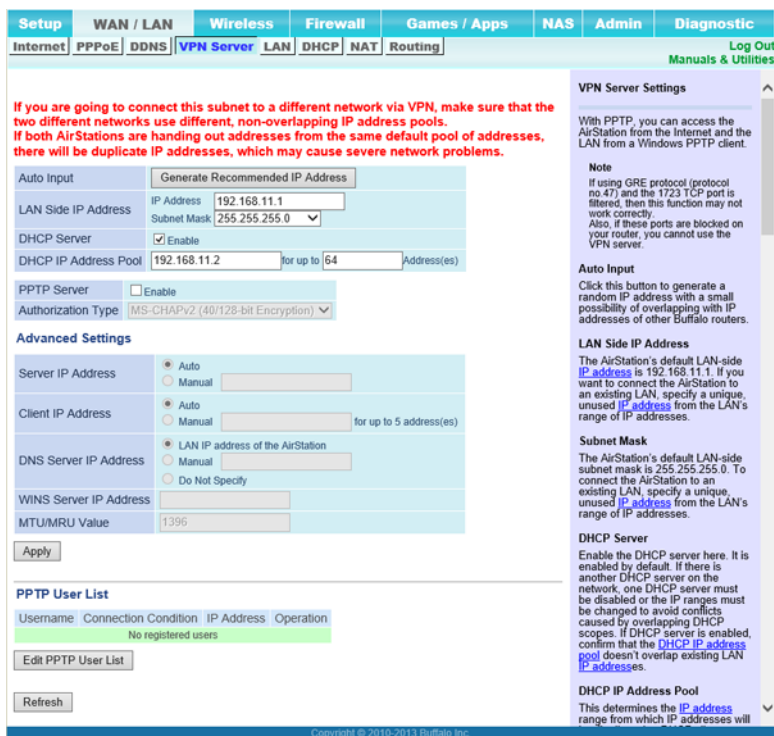 Setup WAN / LAN Wireless Firewall Games / Apps NAS Admin Diagnostic
Internet PPPoE DDNS VPN Server LAN DHCP NAT Routing
Log Out
Manuals & Utilities
If you are going to connect this subnet to a different network via VPN, make sure that the
two different networks use different, non-overlapping IP address pools.
If both AirStations are handing out addresses from the same default pool of addresses,
there will be duplicate IP addresses, which may cause severe network problems.
Auto Input Generate Recommended IP Address
LAN Side IP Address
IP Address 192.168.11.1
Subnet Mask 255.255.255.0
DHCP Server Enable
DHCP IP Address Pool 192.168.11.2 for up to 64 Address(es)
PPTP Server Enable
Authorization Type MS-CHAPv2 (40/128-bit Encryption)
Advanced Settings
Server IP Address
Auto
Manual
Client IP Address
Auto
Manual for up to 5 address(es)
DNS Server IP Address
LAN IP address of the AirStation
Manual
Do Not Specify
WINS Server IP Address
MTU/MRU Value 1396
Apply
PPTP User List
Username Connection Condition IP Address Operation
No registered users
Edit PPTP User List
Refresh
VPN Server Settings
With PPTP, you can access the
AirStation from the Internet and the
LAN from a Windows PPTP client.
Note
If using GRE protocol (protocol
no.47) and the 1723 TCP port is
filtered, then this function may not
work correctly.
Also, if these ports are blocked on
your router, you cannot use the
VPN server.
Auto Input
Click this button to generate a
random IP address with a small
possibility of overlapping with IP
addresses of other Buffalo routers.
LAN Side IP Address
The AirStation's default LAN-side
IP address is 192.168.11.1. If you
want to connect the AirStation to
an existing LAN, specify a unique,
unused IP address from the LAN's
range of IP addresses.
Subnet Mask
The AirStation's default LAN-side
subnet mask is 255.255.255.0. To
connect the AirStation to an
existing LAN, specify a unique,
unused IP address from the LAN's
range of IP addresses.
DHCP Server
Enable the DHCP server here. It is
enabled by default. If there is
another DHCP server on the
network, one DHCP server must
be disabled or the IP ranges must
be changed to avoid conflicts
caused by overlapping DHCP
scopes. If DHCP server is enabled,
confirm that the DHCP IP address
pool doesn't overlap existing LAN
IP addresses.
DHCP IP Address Pool
This determines the IP address
range from which IP addresses will
Copyright © 2010-2013 Buffalo Inc.